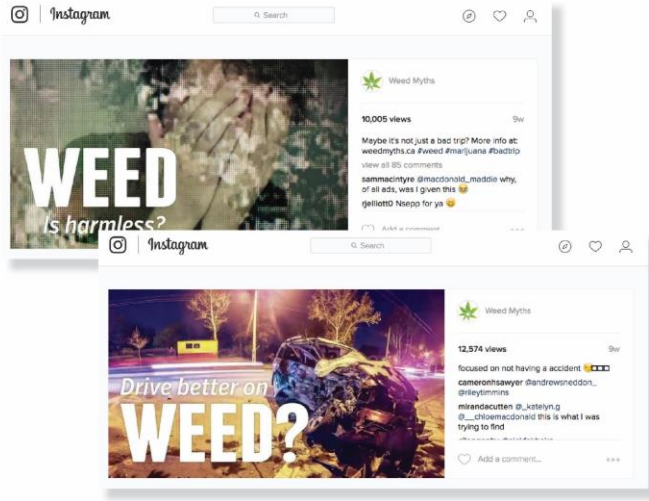 Instagram
Search
WEED
Is harmless?
Weed Myths
10,005 views 9w
Maybe it's not just a bad trip? More info at:
weedmyths.ca #weed #marijuana #badtrip
view all 85 comments
sammacintyre @macdonald_maddie why,
of all ads, was I given this 😂
rjelliott0 Nsepp for ya 😄
Add a comment...
Instagram
Search
Drive better on
WEED?
Weed Myths
12,574 views 9w
focused on not having a accident
cameronhsawyer @andrewsneddon_
@rileytimmins
mirandacutten @_katelyn.g
@__chloemacdonald this is what I was
trying to find
Add a comment...